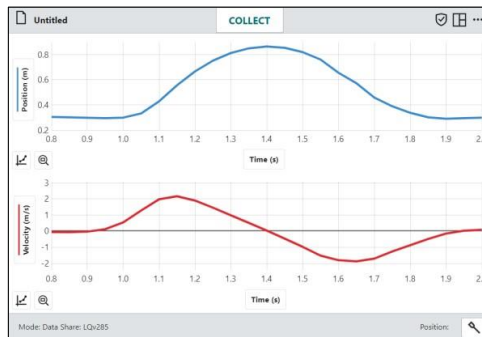 Untitled
COLLECT
Position (m)
0.8
0.6
0.4
0.2
0.8 0.9 1.0 1.1 1.2 1.3 1.4 1.5 1.6 1.7 1.8 1.9 2.
Time (s)
Velocity (m/s)
3
2
1
0
-1
-2
0.8 0.9 1.0 1.1 1.2 1.3 1.4 1.5 1.6 1.7 1.8 1.9 2.
Time (s)
Mode: Data Share: LQv285
Position: